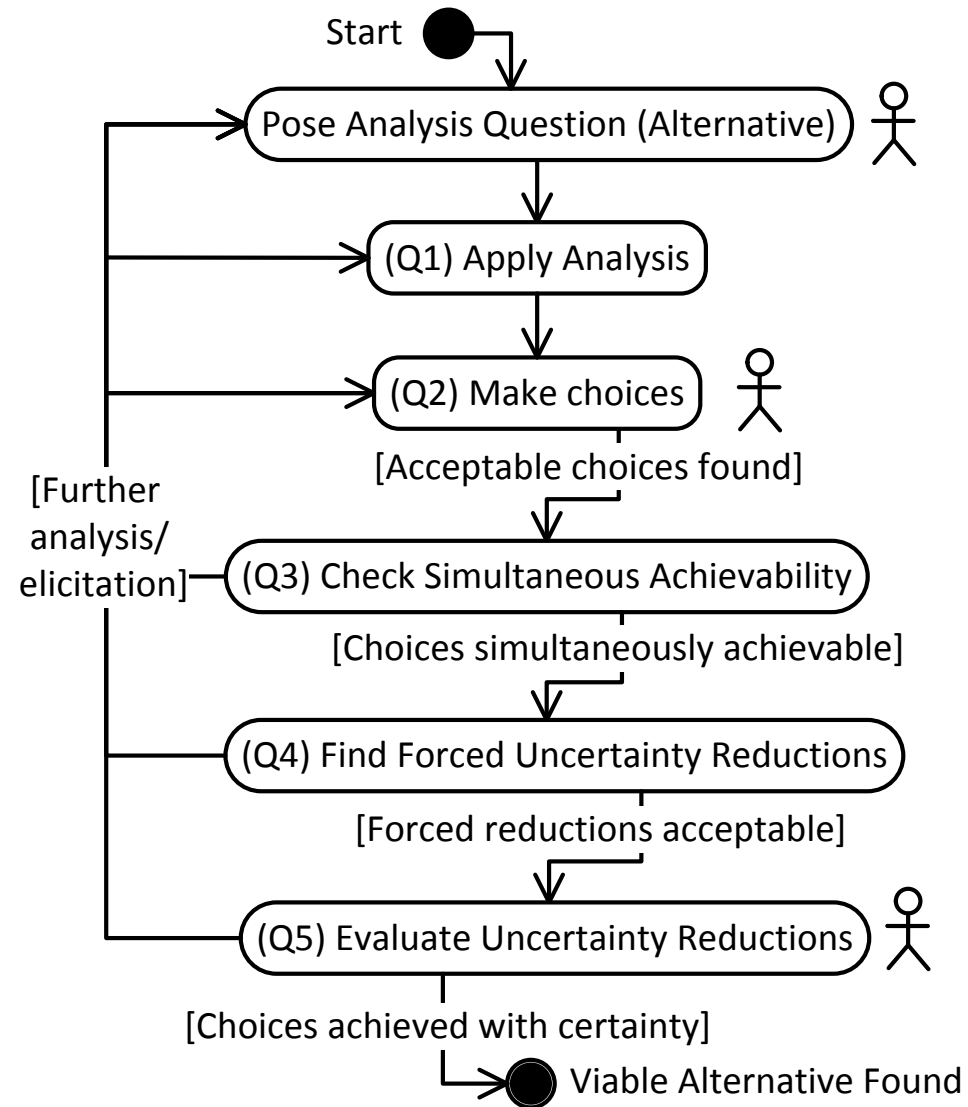 Start
Pose Analysis Question (Alternative)
(Q1) Apply Analysis
(Q2) Make choices
[Acceptable choices found]
[Further
analysis/
elicitation]
(Q3) Check Simultaneous Achievability
[Choices simultaneously achievable]
(Q4) Find Forced Uncertainty Reductions
[Forced reductions acceptable]
(Q5) Evaluate Uncertainty Reductions
[Choices achieved with certainty]
Viable Alternative Found